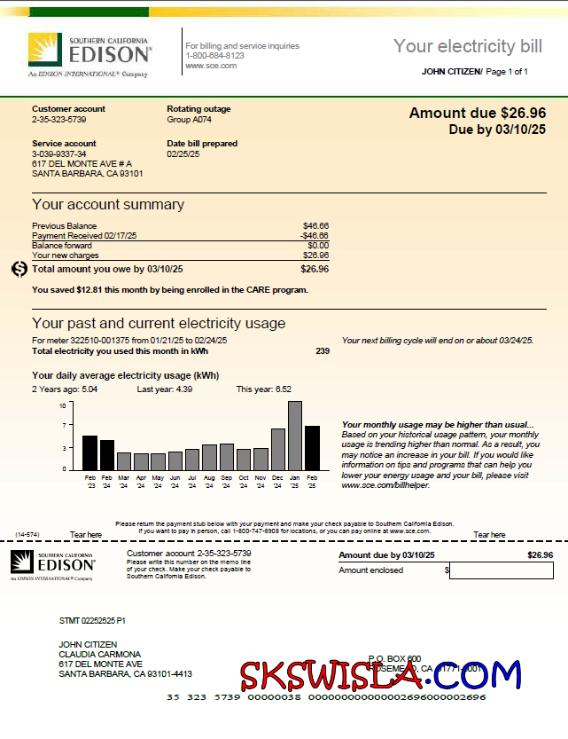 SOUTHERN CALIFORNIA
EDISON®
An EDISON INTERNATIONAL® Company
For billing and service inquiries
1-800-684-8123
www.sce.com
Your electricity bill
JOHN CITIZEN/ Page 1 of 1
Customer account
2-35-323-5739
Rotating outage
Group A074
Amount due $26.96
Due by 03/10/25
Service account
3-039-9337-34
617 DEL MONTE AVE # A
SANTA BARBARA, CA 93101
Date bill prepared
02/25/25
Your account summary
Previous Balance $46.66
Payment Received 02/17/25 -$46.66
Balance forward $0.00
Your new charges $26.96
Total amount you owe by 03/10/25 $26.96
You saved $12.81 this month by being enrolled in the CARE program.
Your past and current electricity usage
For meter 322510-001375 from 01/21/25 to 02/24/25
Your next billing cycle will end on or about 03/24/25.
Total electricity you used this month in kWh 239
Your daily average electricity usage (kWh)
2 Years ago: 5.04 Last year: 4.39 This year: 6.52
10
7
3
0
Feb Feb Mar Apr May Jun Jul Aug Sep Oct Nov Dec Jan Feb
'23 '24 '24 '24 '24 '24 '24 '24 '24 '24 '24 '24 '25 '25
Your monthly usage may be higher than usual...
Based on your historical usage pattern, your monthly
usage is trending higher than normal. As a result, you
may notice an increase in your bill. If you would like
information on tips and programs that can help you
lower your energy usage and your bill, please visit
www.sce.com/billhelper.
Please return the payment stub below with your payment and make your check payable to Southern California Edison.
If you want to pay in person, call 1-800-747-8908 for locations, or you can pay online at www.sce.com.
(14-574) Tear here
Tear here
SOUTHERN CALIFORNIA
EDISON®
An EDISON INTERNATIONAL® Company
Customer account 2-35-323-5739
Please write this number on the memo line
of your check. Make your check payable to
Southern California Edison.
Amount due by 03/10/25 $26.96
Amount enclosed $
STMT 02252525 P1
JOHN CITIZEN
CLAUDIA CARMONA
617 DEL MONTE AVE
SANTA BARBARA, CA 93101-4413
P.O. BOX 600
ROSEMEAD, CA
SKSWISLA.COM
35 323 5739 00000038